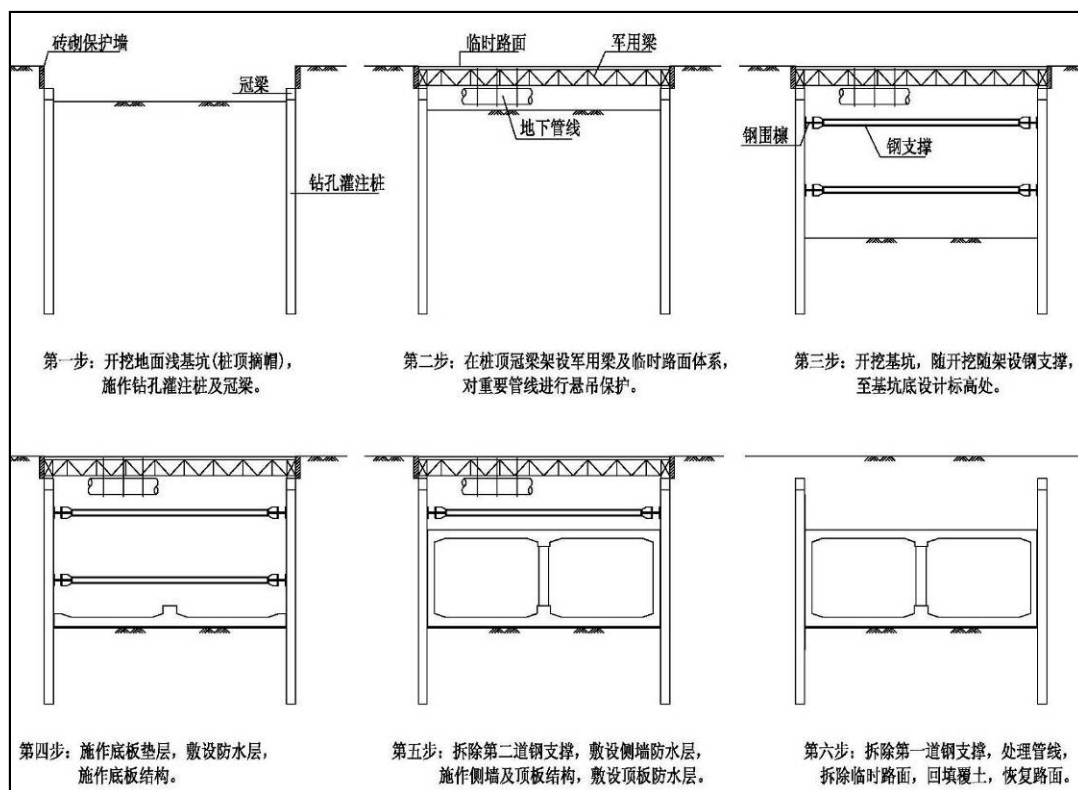 砖砌保护墙
冠梁
钻孔灌注桩
第一步：开挖地面浅基坑(桩顶摘帽)，
施作钻孔灌注桩及冠梁。
临时路面
军用梁
地下管线
第二步：在桩顶冠梁架设军用梁及临时路面体系，
对重要管线进行悬吊保护。
钢围檩
钢支撑
第三步：开挖基坑，随开挖随架设钢支撑，
至基坑底设计标高处。
第四步：施作底板垫层，敷设防水层，
施作底板结构。
第五步：拆除第二道钢支撑，敷设侧墙防水层，
施作侧墙及顶板结构，敷设顶板防水层。
第六步：拆除第一道钢支撑，处理管线，
拆除临时路面，回填覆土，恢复路面。